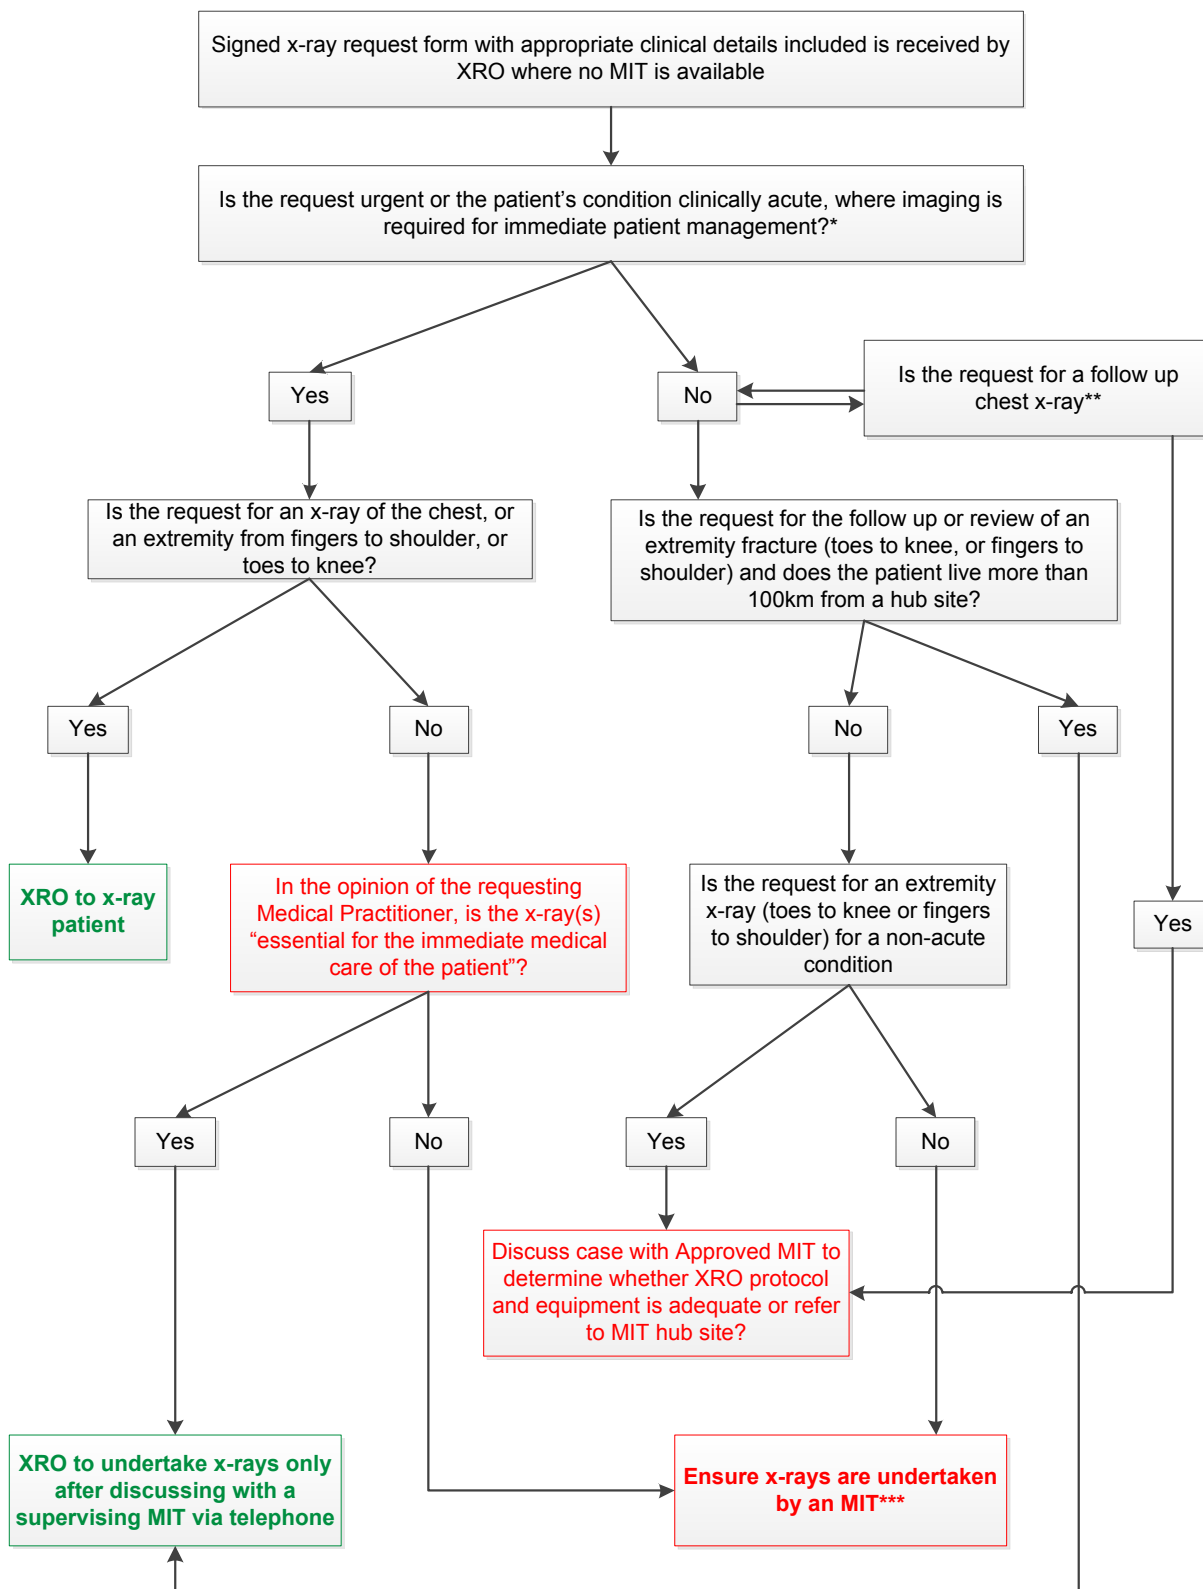 Signed x-ray request form with appropriate clinical details included is received by
XRO where no MIT is available
Is the request urgent or the patient’s condition clinically acute, where imaging is
required for immediate patient management?*
Yes
No
Is the request for a follow up
chest x-ray**
Is the request for an x-ray of the chest, or
an extremity from fingers to shoulder, or
toes to knee?
Is the request for the follow up or review of an
extremity fracture (toes to knee, or fingers to
shoulder) and does the patient live more than
100km from a hub site?
Yes
No
No
Yes
XRO to x-ray
patient
In the opinion of the requesting
Medical Practitioner, is the x-ray(s)
“essential for the immediate medical
care of the patient”?
Is the request for an extremity
x-ray (toes to knee or fingers
to shoulder) for a non-acute
condition
Yes
Yes
No
Yes
No
Discuss case with Approved MIT to
determine whether XRO protocol
and equipment is adequate or refer
to MIT hub site?
XRO to undertake x-rays only
after discussing with a
supervising MIT via telephone
Ensure x-rays are undertaken
by an MIT***